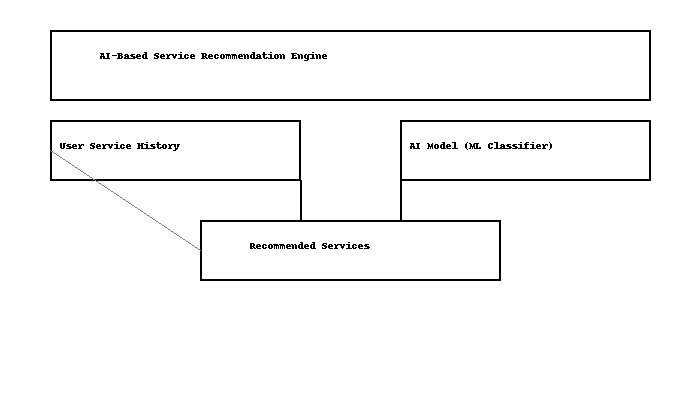 AI-Based Service Recommendation Engine
User Service History
AI Model (ML Classifier)
Recommended Services